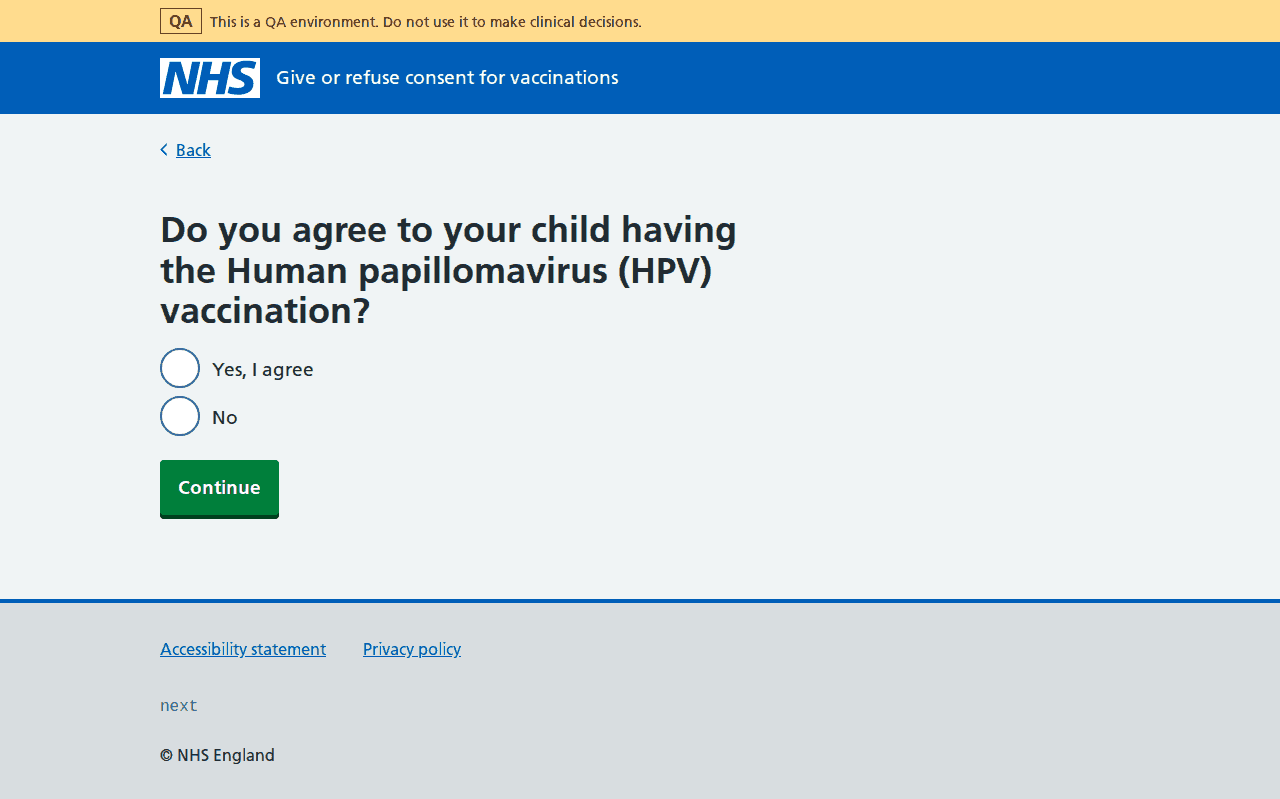 QA This is a QA environment. Do not use it to make clinical decisions.
NHS Give or refuse consent for vaccinations
Back
Do you agree to your child having
the Human papillomavirus (HPV)
vaccination?
Yes, I agree
No
Continue
Accessibility statement Privacy policy
next
© NHS England